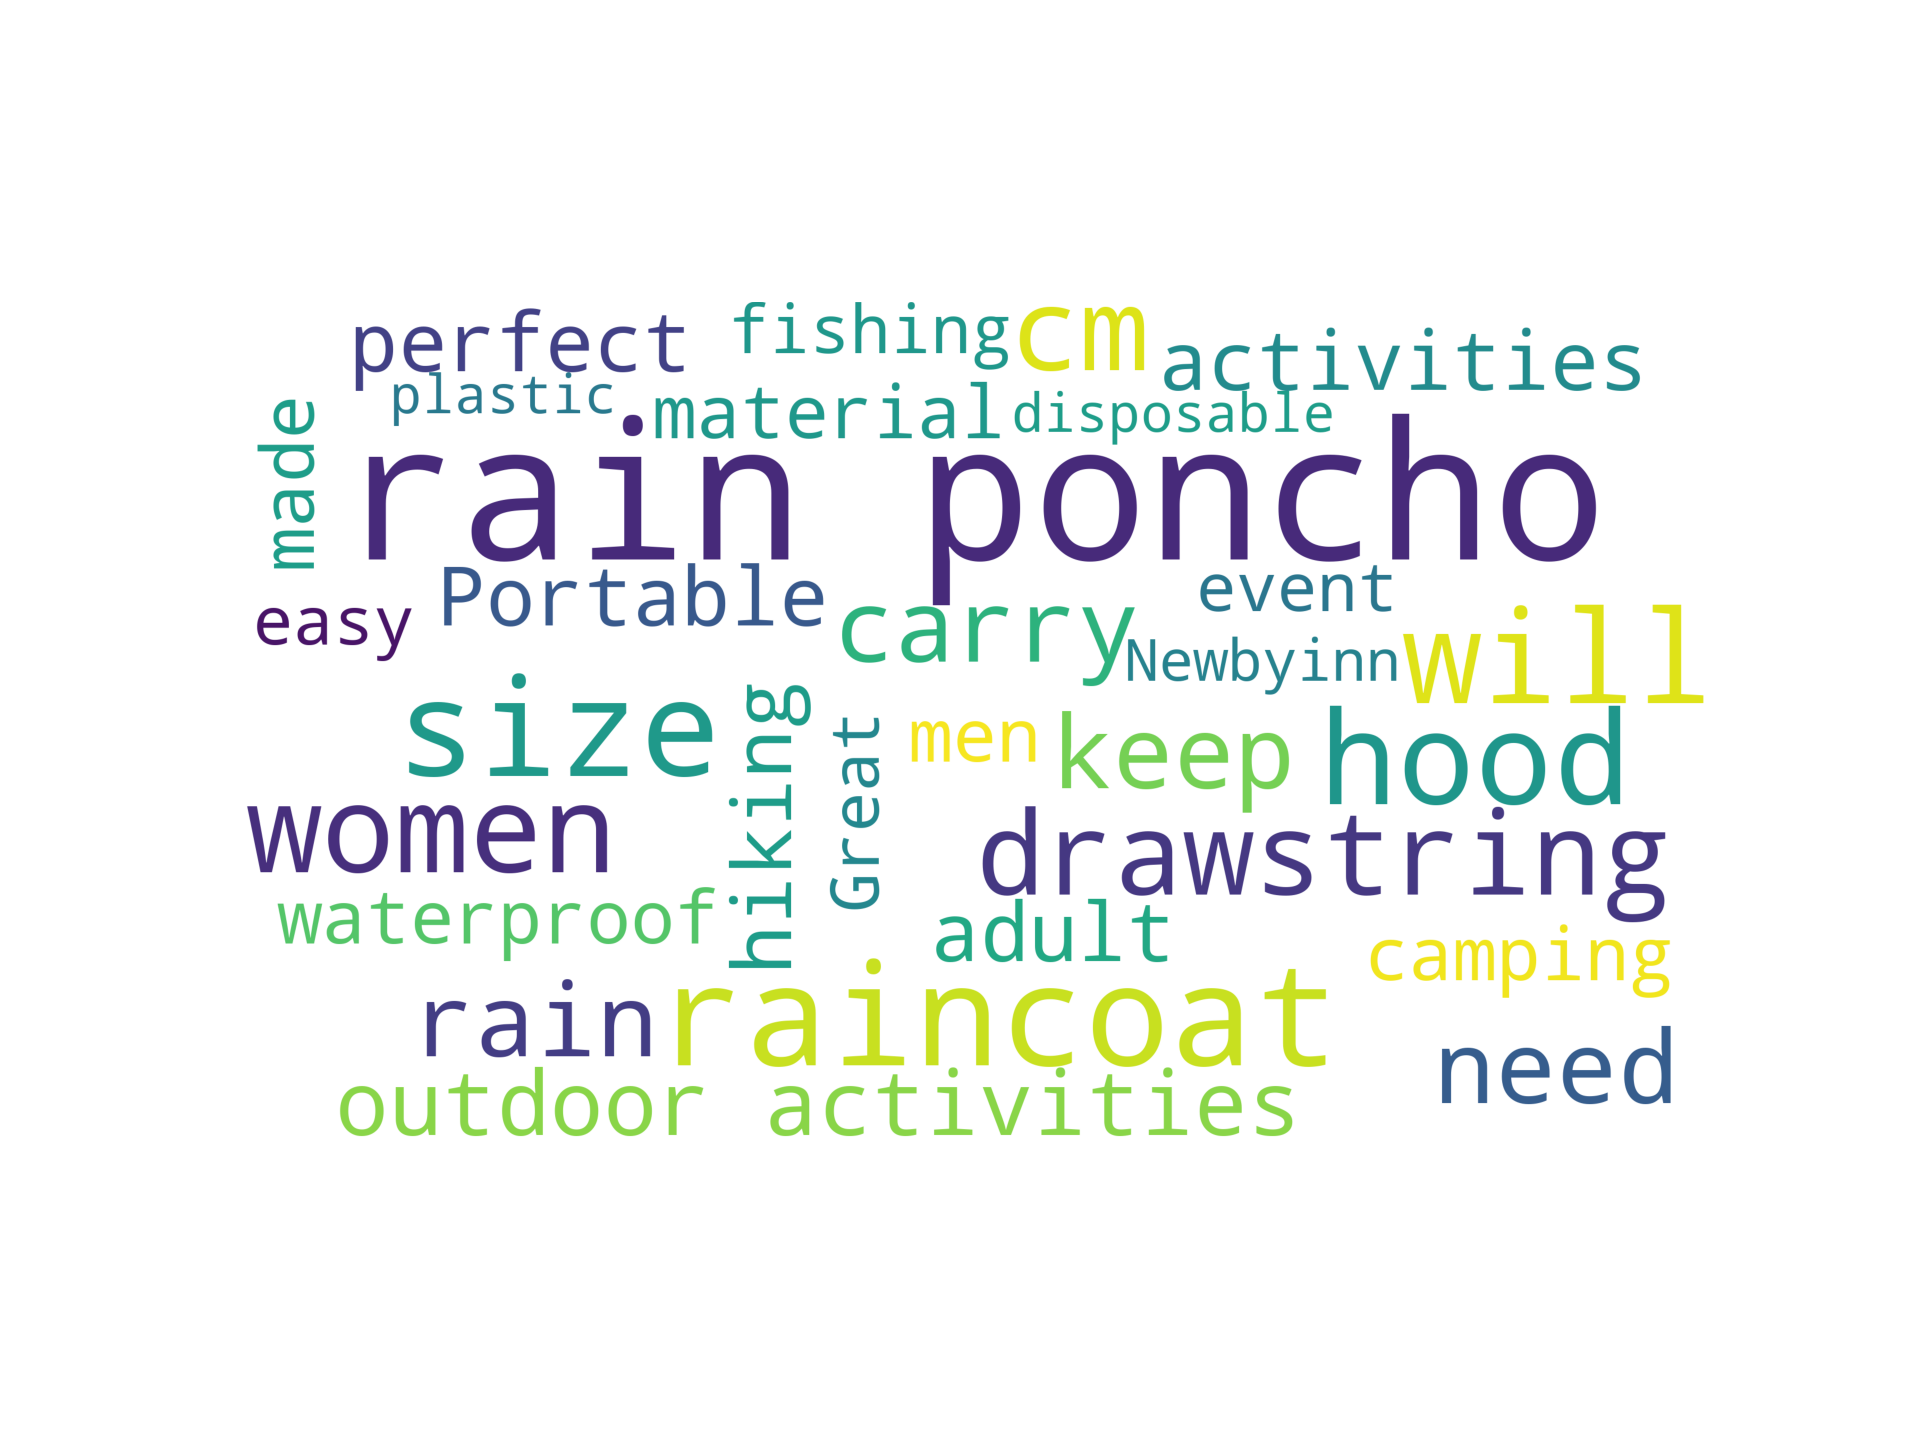 perfect
fishing
cm
activities
plastic
material
disposable
made
rain poncho
Portable
event
easy
carry
Newbyinn
will
size
hiking
Great
men
keep
hood
women
drawstring
waterproof
adult
camping
rain
raincoat
need
outdoor activities